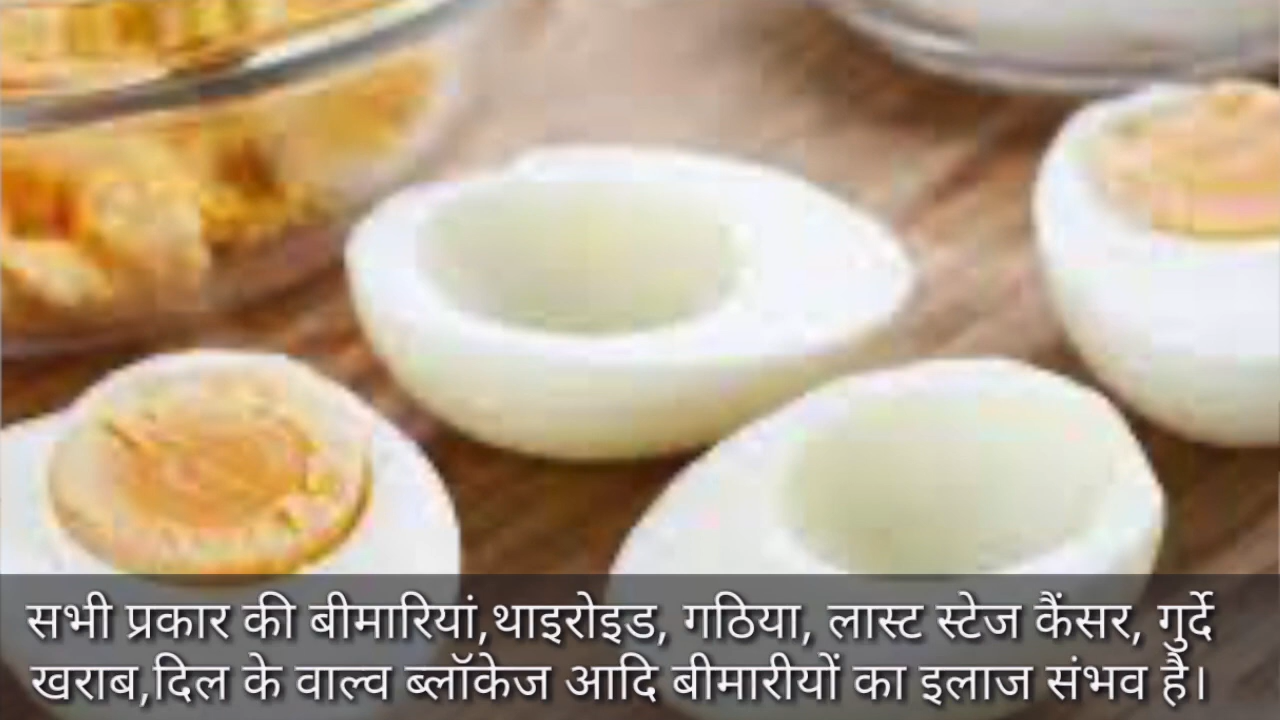 सभी प्रकार की बीमारियां,थाइरोइड, गठिया, लास्ट स्टेज कैंसर, गुर्दे
खराब,दिल के वाल्व ब्लॉकेज आदि बीमारीयों का इलाज संभव है।